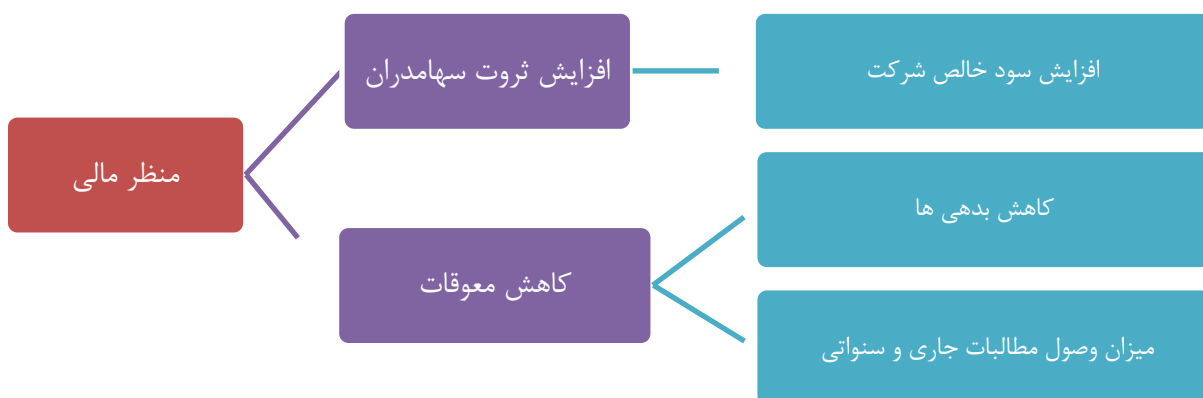 منظر مالی
افزایش ثروت سهامدران
افزایش سود خالص شرکت
کاهش معوقات
کاهش بدهی ها
میزان وصول مطالبات جاری و سنواتی